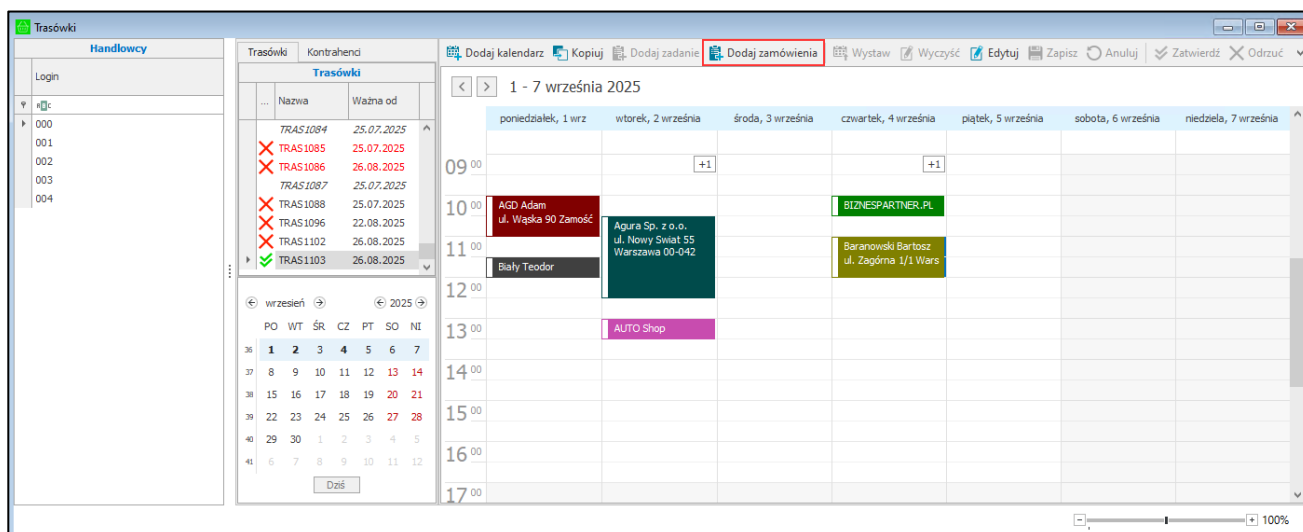 Trasówki
Handlowcy
Login
000
001
002
003
004
Trasówki Kontrahenci
Trasówki
... Nazwa Ważna od
TRAS1084 25.07.2025
TRAS1085 25.07.2025
TRAS1086 26.08.2025
TRAS1087 25.07.2025
TRAS1088 25.07.2025
TRAS1096 22.08.2025
TRAS1102 26.08.2025
TRAS1103 26.08.2025
wrzesień 2025
PO WT ŚR CZ PT SO NI
36 1 2 3 4 5 6 7
37 8 9 10 11 12 13 14
38 15 16 17 18 19 20 21
39 22 23 24 25 26 27 28
40 29 30 1 2 3 4 5
41 6 7 8 9 10 11 12
Dziś
Dodaj kalendarz Kopiuj Dodaj zadanie Dodaj zamówienia Wystaw Wyczyść Edytuj Zapisz Anuluj Zatwierdź Odrzuć
1 - 7 września 2025
poniedziałek, 1 wrz wtorek, 2 września środa, 3 września czwartek, 4 września piątek, 5 września sobota, 6 września niedziela, 7 września
09 00 +1 +1
10 00
AGD Adam
ul. Wąska 90 Zamość
Agura Sp. z o.o.
ul. Nowy Swiat 55
Warszawa 00-042
BIZNESPARTNER.PL
11 00
Baranowski Bartosz
ul. Zagórna 1/1 Wars
Biały Teodor
12 00
13 00 AUTO Shop
14 00
15 00
16 00
17 00
100%